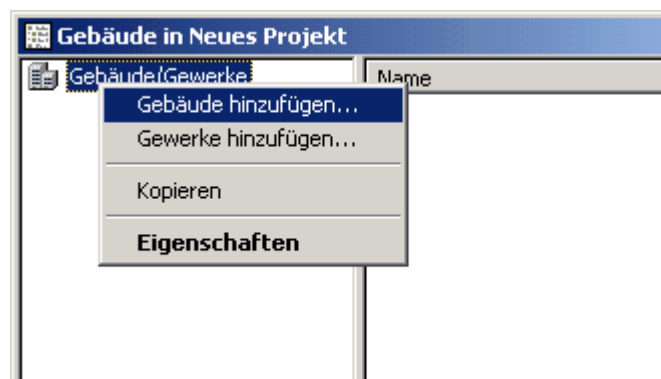 Gebäude in Neues Projekt
Gebäude/Gewerke
Name
Gebäude hinzufügen...
Gewerke hinzufügen...
Kopieren
Eigenschaften